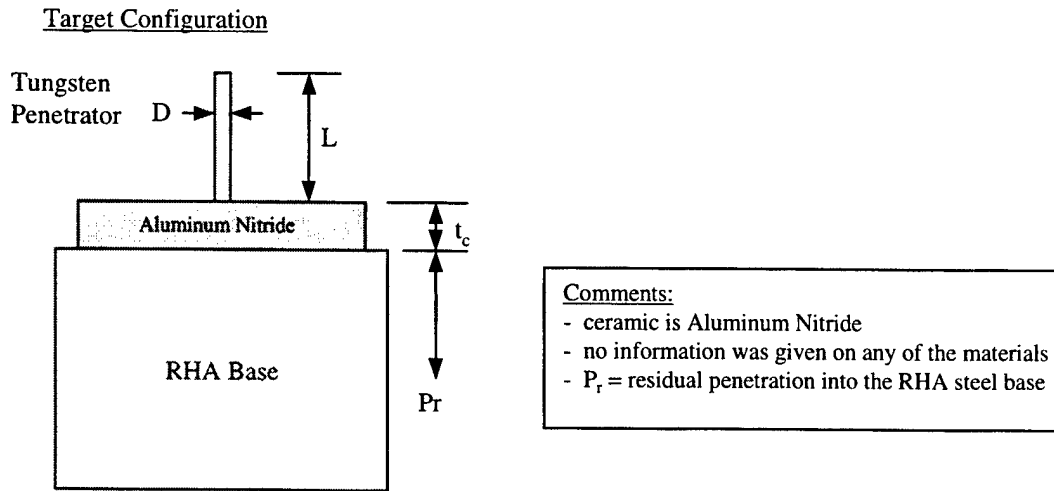 Target Configuration
Tungsten
Penetrator
D
L
Aluminum Nitride
t_c
RHA Base
Pr
Comments:
- ceramic is Aluminum Nitride
- no information was given on any of the materials
- P_r = residual penetration into the RHA steel base